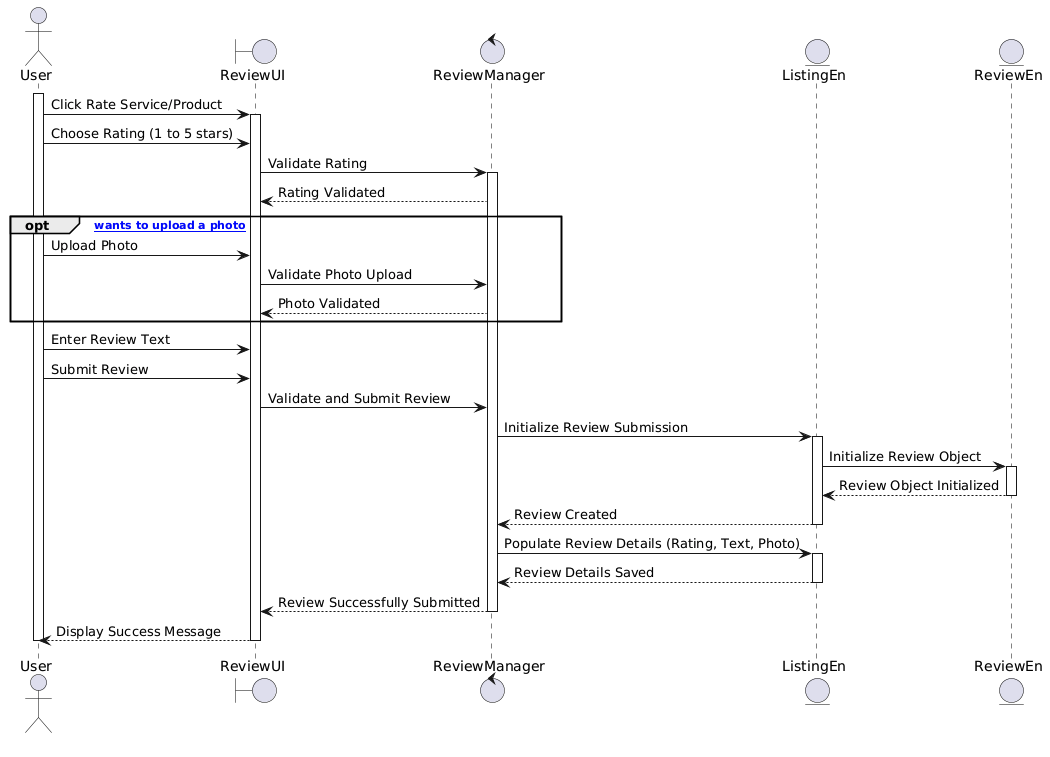 User
ReviewUI
ReviewManager
ListingEn
ReviewEn
Click Rate Service/Product
Choose Rating (1 to 5 stars)
Validate Rating
Rating Validated
opt
wants to upload a photo
Upload Photo
Validate Photo Upload
Photo Validated
Enter Review Text
Submit Review
Validate and Submit Review
Initialize Review Submission
Initialize Review Object
Review Object Initialized
Review Created
Populate Review Details (Rating, Text, Photo)
Review Details Saved
Review Successfully Submitted
Display Success Message
User
ReviewUI
ReviewManager
ListingEn
ReviewEn